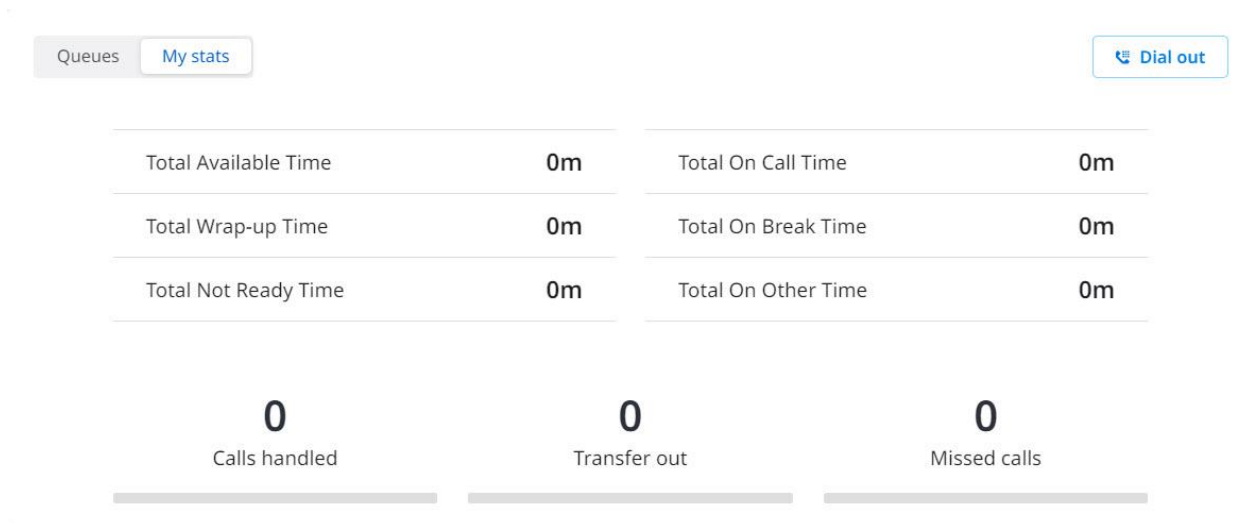 Queues My stats Dial out
Total Available Time 0m Total On Call Time 0m
Total Wrap-up Time 0m Total On Break Time 0m
Total Not Ready Time 0m Total On Other Time 0m
0 0 0
Calls handled Transfer out Missed calls